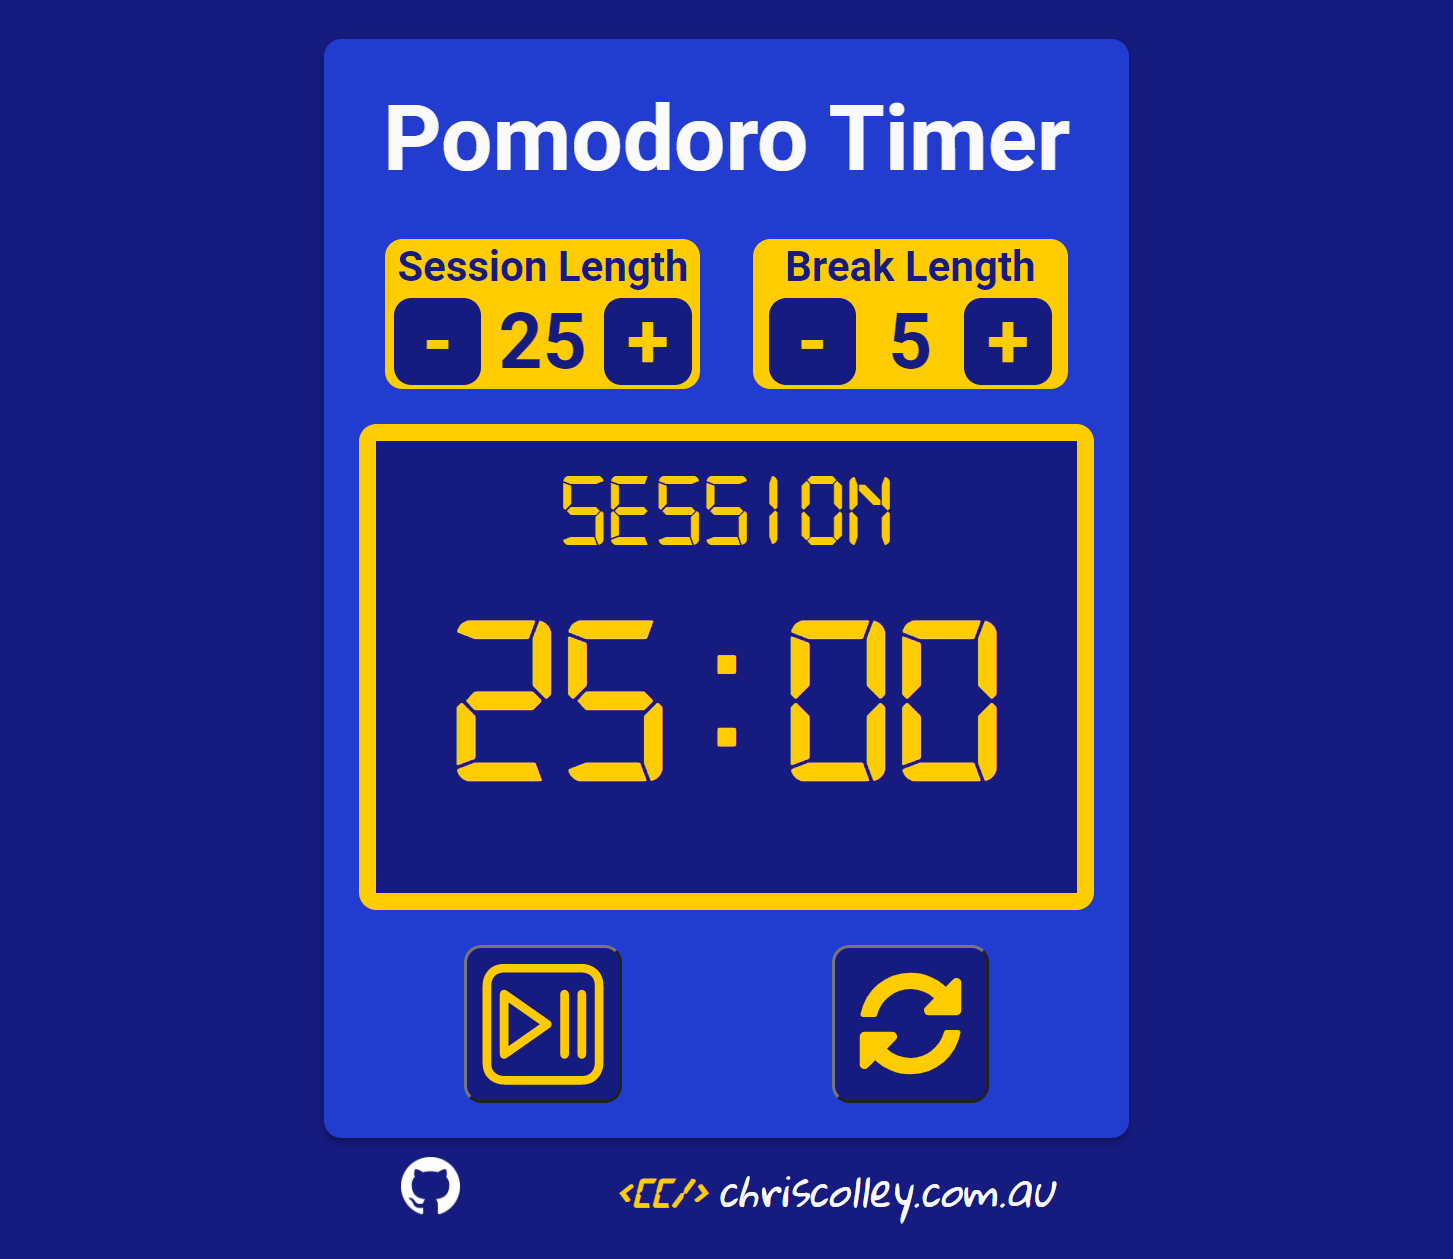 Pomodoro Timer
Session Length
- 25 +
Break Length
- 5 +
SESSION
25:00
<CC/> chriscolley.com.au